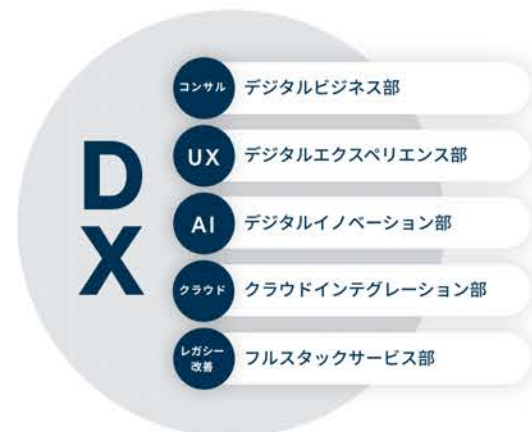 DX
コンサル デジタルビジネス部
UX デジタルエクスペリエンス部
AI デジタルイノベーション部
クラウド クラウドインテグレーション部
レガシー
改善 フルスタックサービス部